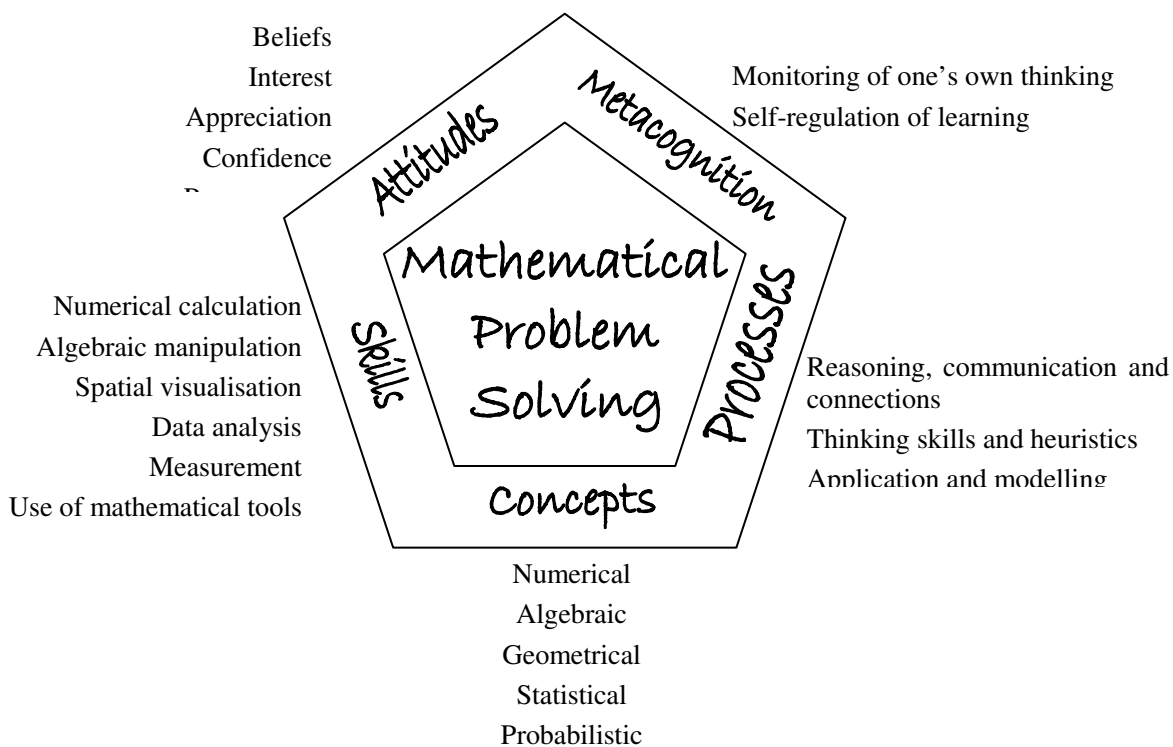 Beliefs
Interest
Appreciation
Confidence
Monitoring of one's own thinking
Self-regulation of learning
Attitudes
Metacognition
Mathematical
Problem
Solving
Skills
Processes
Concepts
Numerical calculation
Algebraic manipulation
Spatial visualisation
Data analysis
Measurement
Use of mathematical tools
Reasoning, communication and
connections
Thinking skills and heuristics
Application and modelling
Numerical
Algebraic
Geometrical
Statistical
Probabilistic